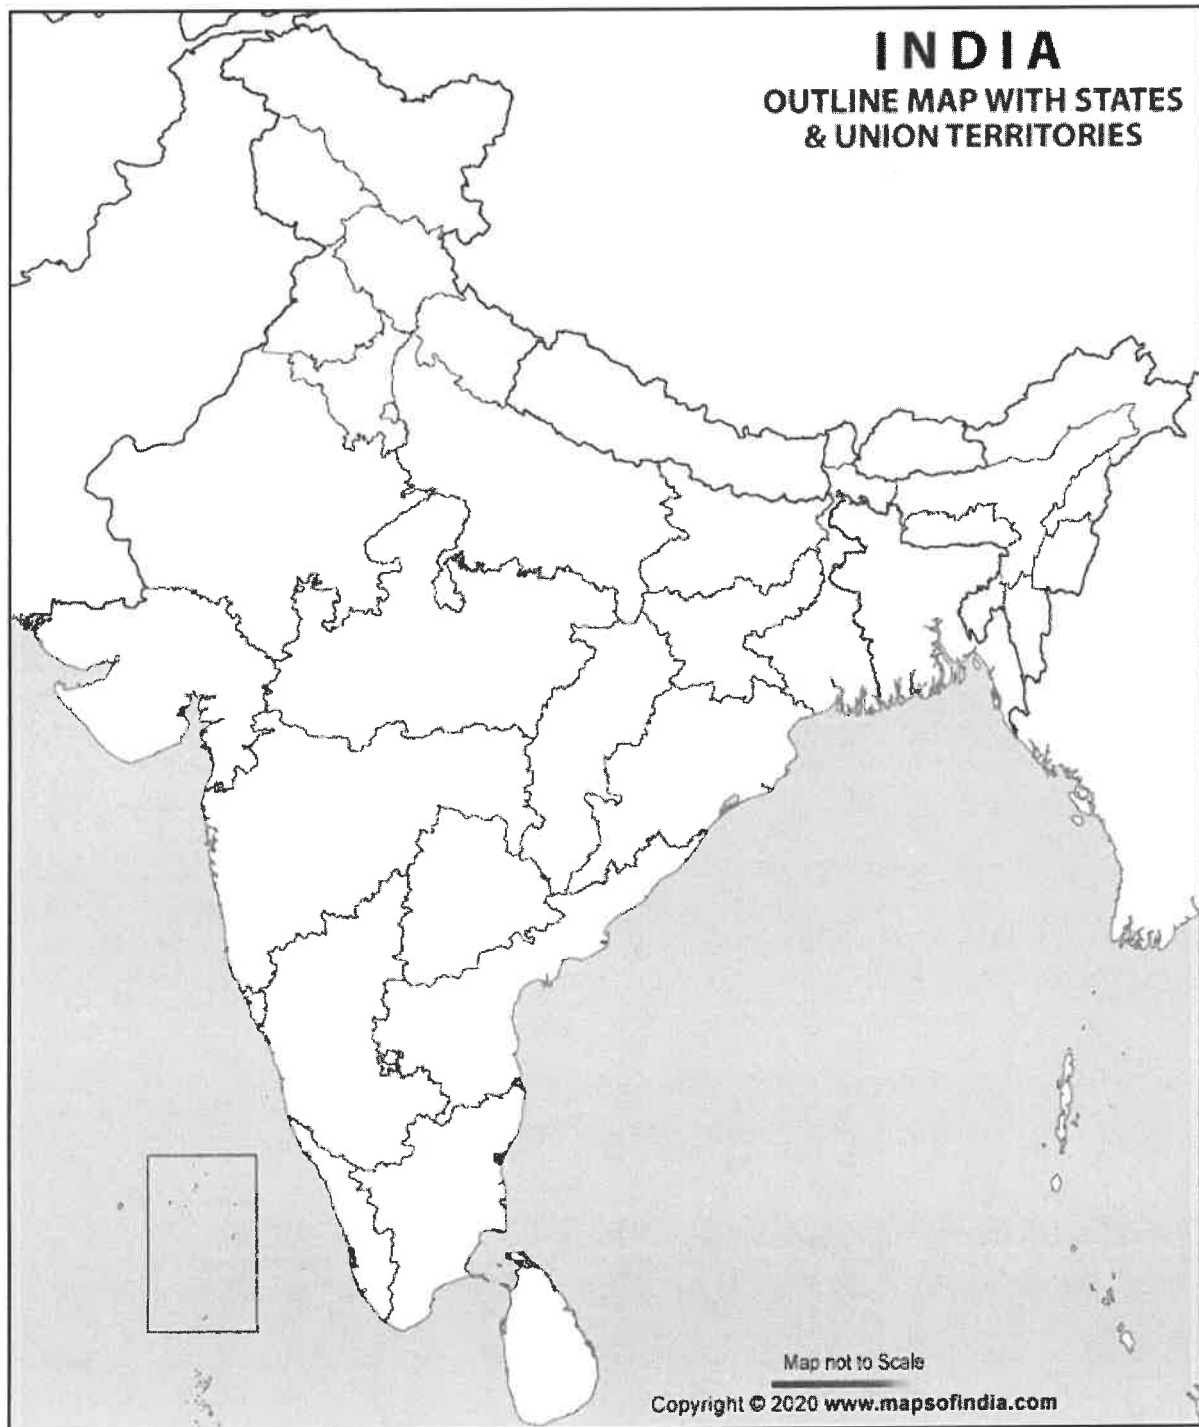 INDIA
OUTLINE MAP WITH STATES
& UNION TERRITORIES
Map not to Scale
Copyright © 2020 www.mapsofindia.com